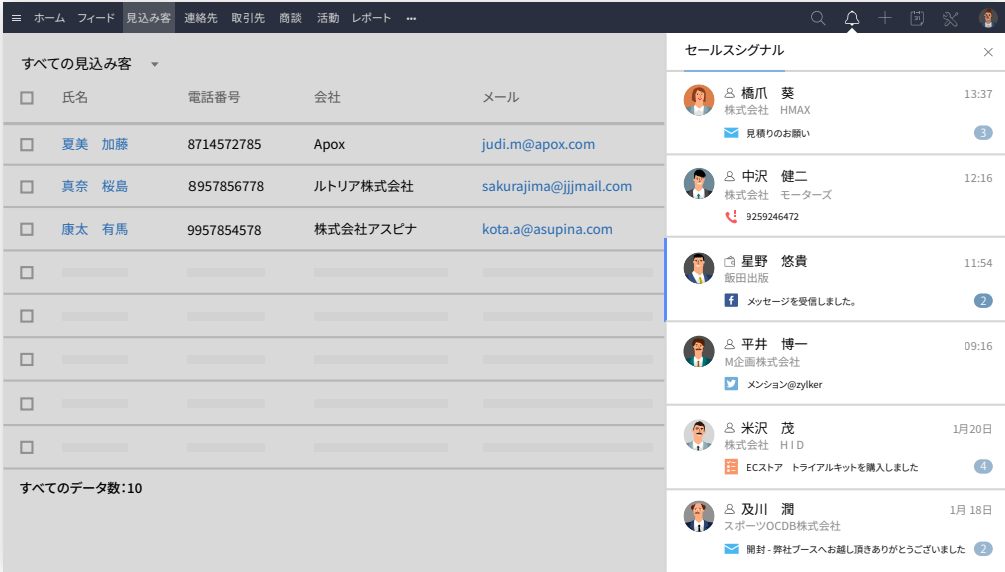 ホーム フィード 見込み客 連絡先 取引先 商談 活動 レポート ···
31
すべての見込み客
氏名 電話番号 会社 メール
夏美 加藤 8714572785 Apox judi.m@apox.com
真奈 桜島 8957856778 ルトリア株式会社 sakurajima@jjjmail.com
康太 有馬 9957854578 株式会社アスピナ kota.a@asupina.com
すべてのデータ数：10
セールスシグナル
橋爪 葵 13:37
株式会社 HMAX
見積りのお願い 3
中沢 健二 12:16
株式会社 モーターズ
9259246472
星野 悠貴 11:54
飯田出版
メッセージを受信しました。 2
平井 博一 09:16
M企画株式会社
メンション@zylker
米沢 茂 1月20日
株式会社 H I D
ECストア トライアルキットを購入しました 4
及川 潤 1月 18日
スポーツOCDB株式会社
開封 - 弊社ブースへお越し頂きありがとうございました 2